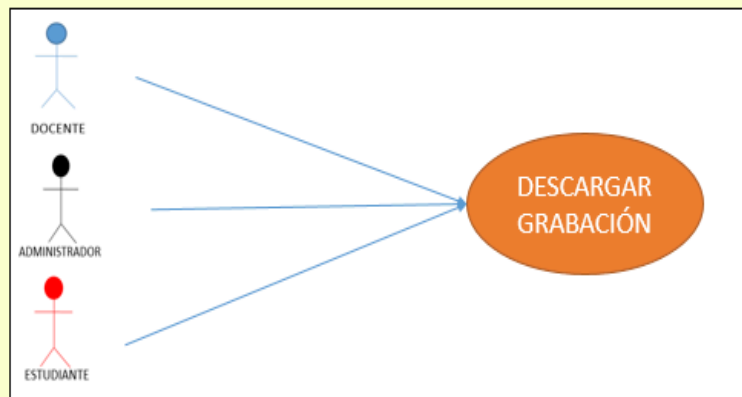 DOCENTE
ADMINISTRADOR
ESTUDIANTE
DESCARGAR
GRABACIÓN